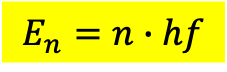 Eₙ = n · hf